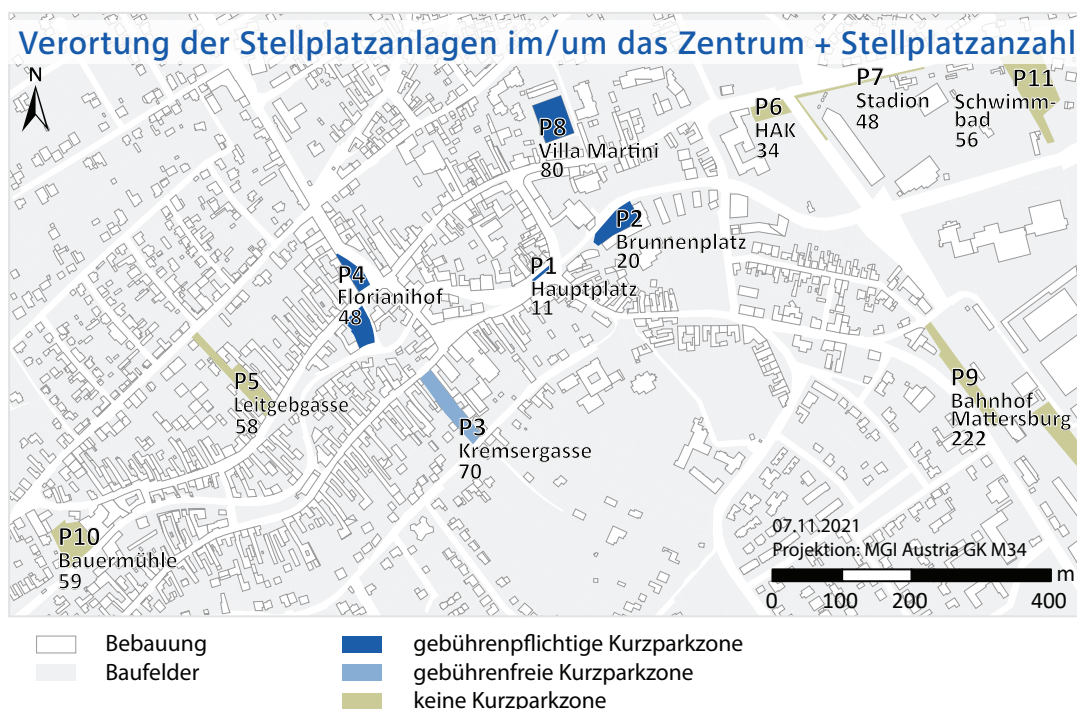 Verortung der Stellplatzanlagen im/um das Zentrum + Stellplatzanzahl
N
P7
Stadion
48
P11
Schwimm-
bad
56
P6
HAK
34
P8
Villa Martini
80
P2
Brunnenplatz
20
P1
Hauptplatz
11
P4
Florianihof
48
P5
Leitgebgasse
58
P3
Kremsergasse
70
P9
Bahnhof
Mattersburg
222
P10
Bauermühle
59
07.11.2021
Projektion: MGI Austria GK M34
m
0 100 200 400
Bebauung
Baufelder
gebührenpflichtige Kurzparkzone
gebührenfreie Kurzparkzone
keine Kurzparkzone